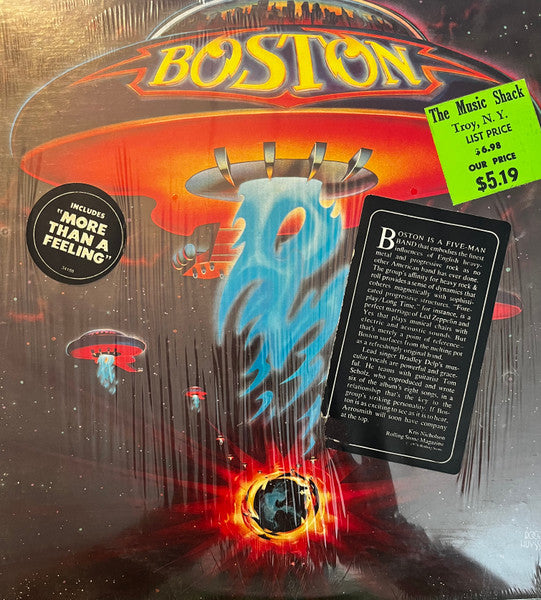 BOSTON
The Music Shack
Troy, N. Y.
LIST PRICE
$6.98
OUR PRICE
$5.19
INCLUDES
"MORE
THAN A
FEELING"
BOSTON IS A FIVE-MAN
BAND that embodies the finest
influences of English heavy
metal and progressive rock as no
other American band has ever done.
The group's affinity for heavy rock &
roll provides a sense of dynamics that
coheres magnetically with sophisti-
cated progressive structures. "Fore-
play/Long Time," for instance, is a
perfect marriage of Led Zeppelin and
Yes that plays musical chairs with
electric and acoustic sounds. But
that's merely a point of reference—
Boston surfaces from the melting pot
as a refreshingly original band.
Lead singer Bradley Delp's mus-
cular vocals are powerful and grace-
ful. He teams with guitarist Tom
Scholz, who coproduced and wrote
six of the album's eight songs, in a
relationship that's the key to the
group's striking personality. If Bos-
ton is as exciting to see as it is to hear,
Aerosmith will soon have company
at the top.
Kris Nicholson
Rolling Stone Magazine